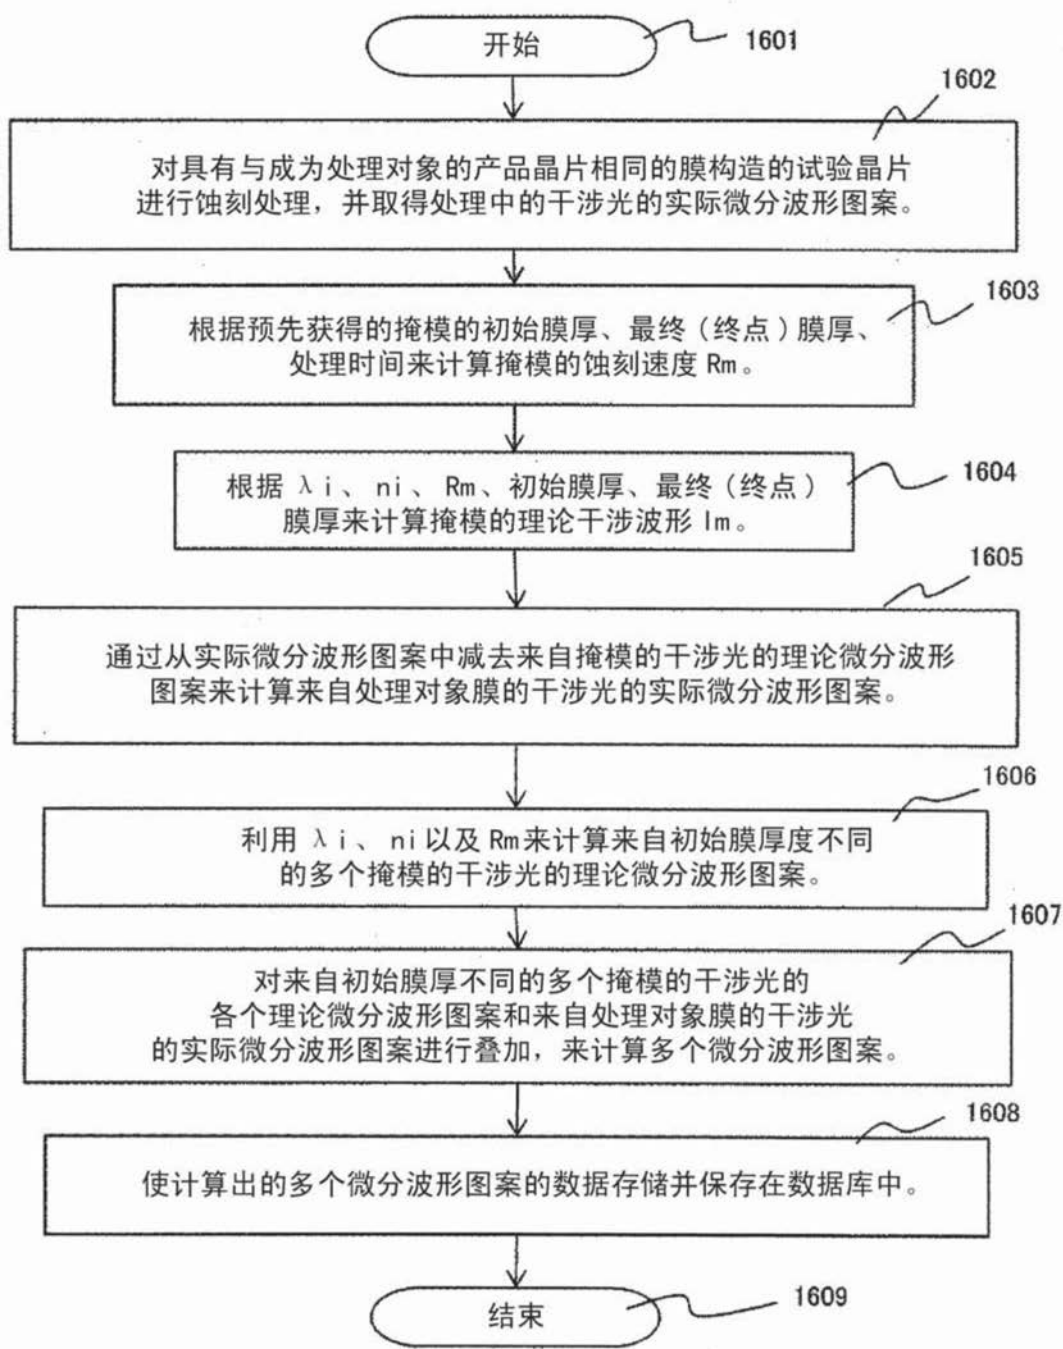 开始
1601
1602
对具有与成为处理对象的产品晶片相同的膜构造的试验晶片
进行蚀刻处理，并取得处理中的干涉光的实际微分波形图案。
1603
根据预先获得的掩模的初始膜厚、最终（终点）膜厚、
处理时间来计算掩模的蚀刻速度 Rm。
1604
根据 λi、ni、Rm、初始膜厚、最终（终点）
膜厚来计算掩模的理论干涉波形 Im。
1605
通过从实际微分波形图案中减去来自掩模的干涉光的理论微分波形
图案来计算来自处理对象膜的干涉光的实际微分波形图案。
1606
利用 λi、ni以及Rm来计算来自初始膜厚度不同
的多个掩模的干涉光的理论微分波形图案。
1607
对来自初始膜厚不同的多个掩模的干涉光的
各个理论微分波形图案和来自处理对象膜的干涉光
的实际微分波形图案进行叠加，来计算多个微分波形图案。
1608
使计算出的多个微分波形图案的数据存储并保存在数据库中。
结束
1609